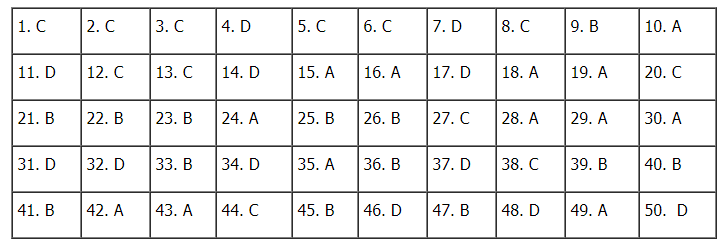 1. C 2. C 3. C 4. D 5. C 6. C 7. D 8. C 9. B 10. A
11. D 12. C 13. C 14. D 15. A 16. A 17. D 18. A 19. A 20. C
21. B 22. B 23. B 24. A 25. B 26. B 27. C 28. A 29. A 30. A
31. D 32. D 33. B 34. D 35. A 36. B 37. D 38. C 39. B 40. B
41. B 42. A 43. A 44. C 45. B 46. D 47. B 48. D 49. A 50. D